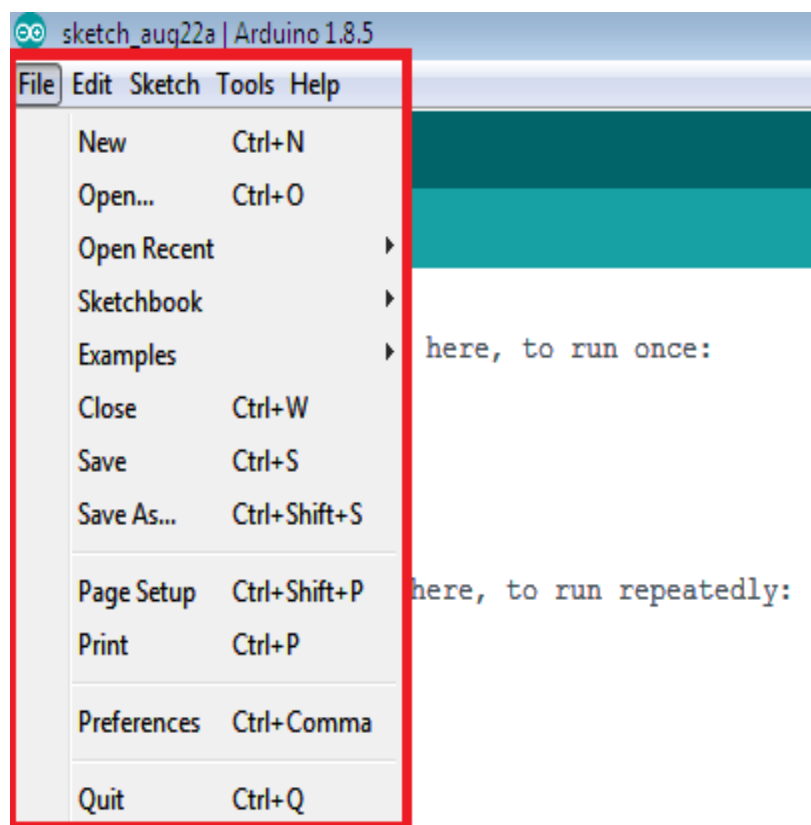 sketch_aug22a | Arduino 1.8.5
File Edit Sketch Tools Help
New Ctrl+N
Open... Ctrl+O
Open Recent
Sketchbook
Examples
here, to run once:
Close Ctrl+W
Save Ctrl+S
Save As... Ctrl+Shift+S
Page Setup Ctrl+Shift+P
here, to run repeatedly:
Print Ctrl+P
Preferences Ctrl+Comma
Quit Ctrl+Q